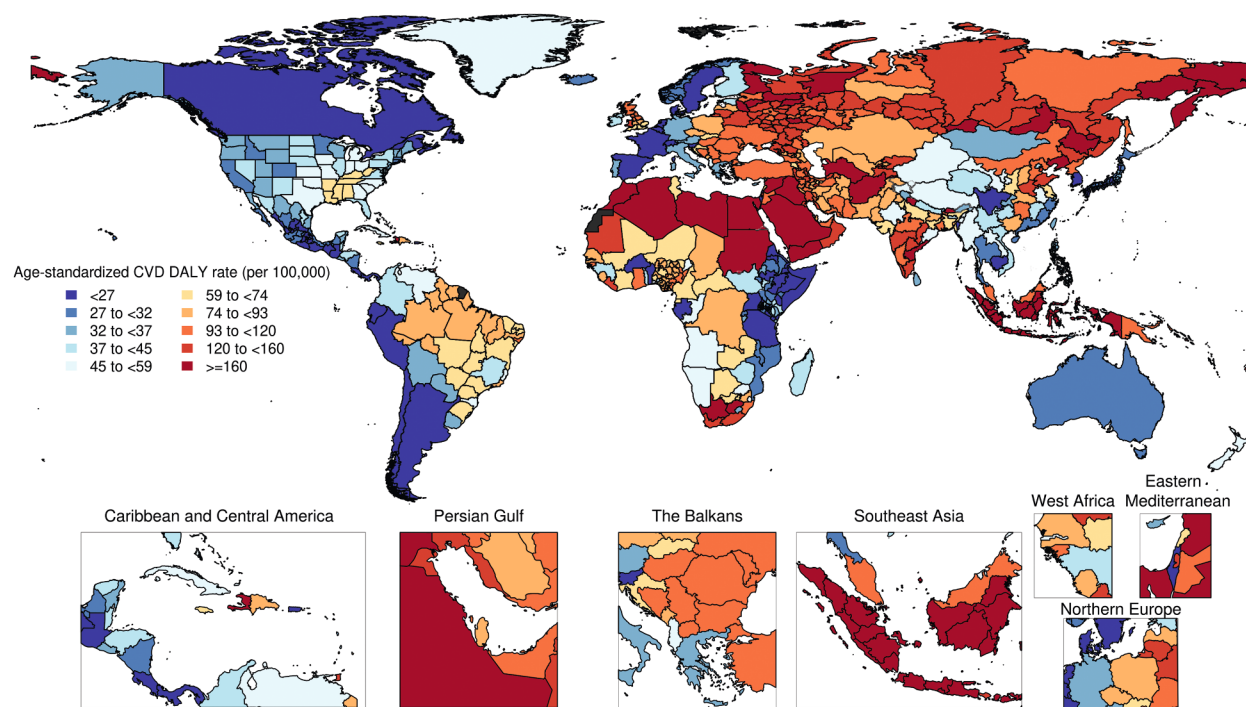 Age-standardized CVD DALY rate (per 100,000)
<27
27 to <32
32 to <37
37 to <45
45 to <59
59 to <74
74 to <93
93 to <120
120 to <160
>=160
Caribbean and Central America
Persian Gulf
The Balkans
Southeast Asia
West Africa
Eastern
Mediterranean
Northern Europe